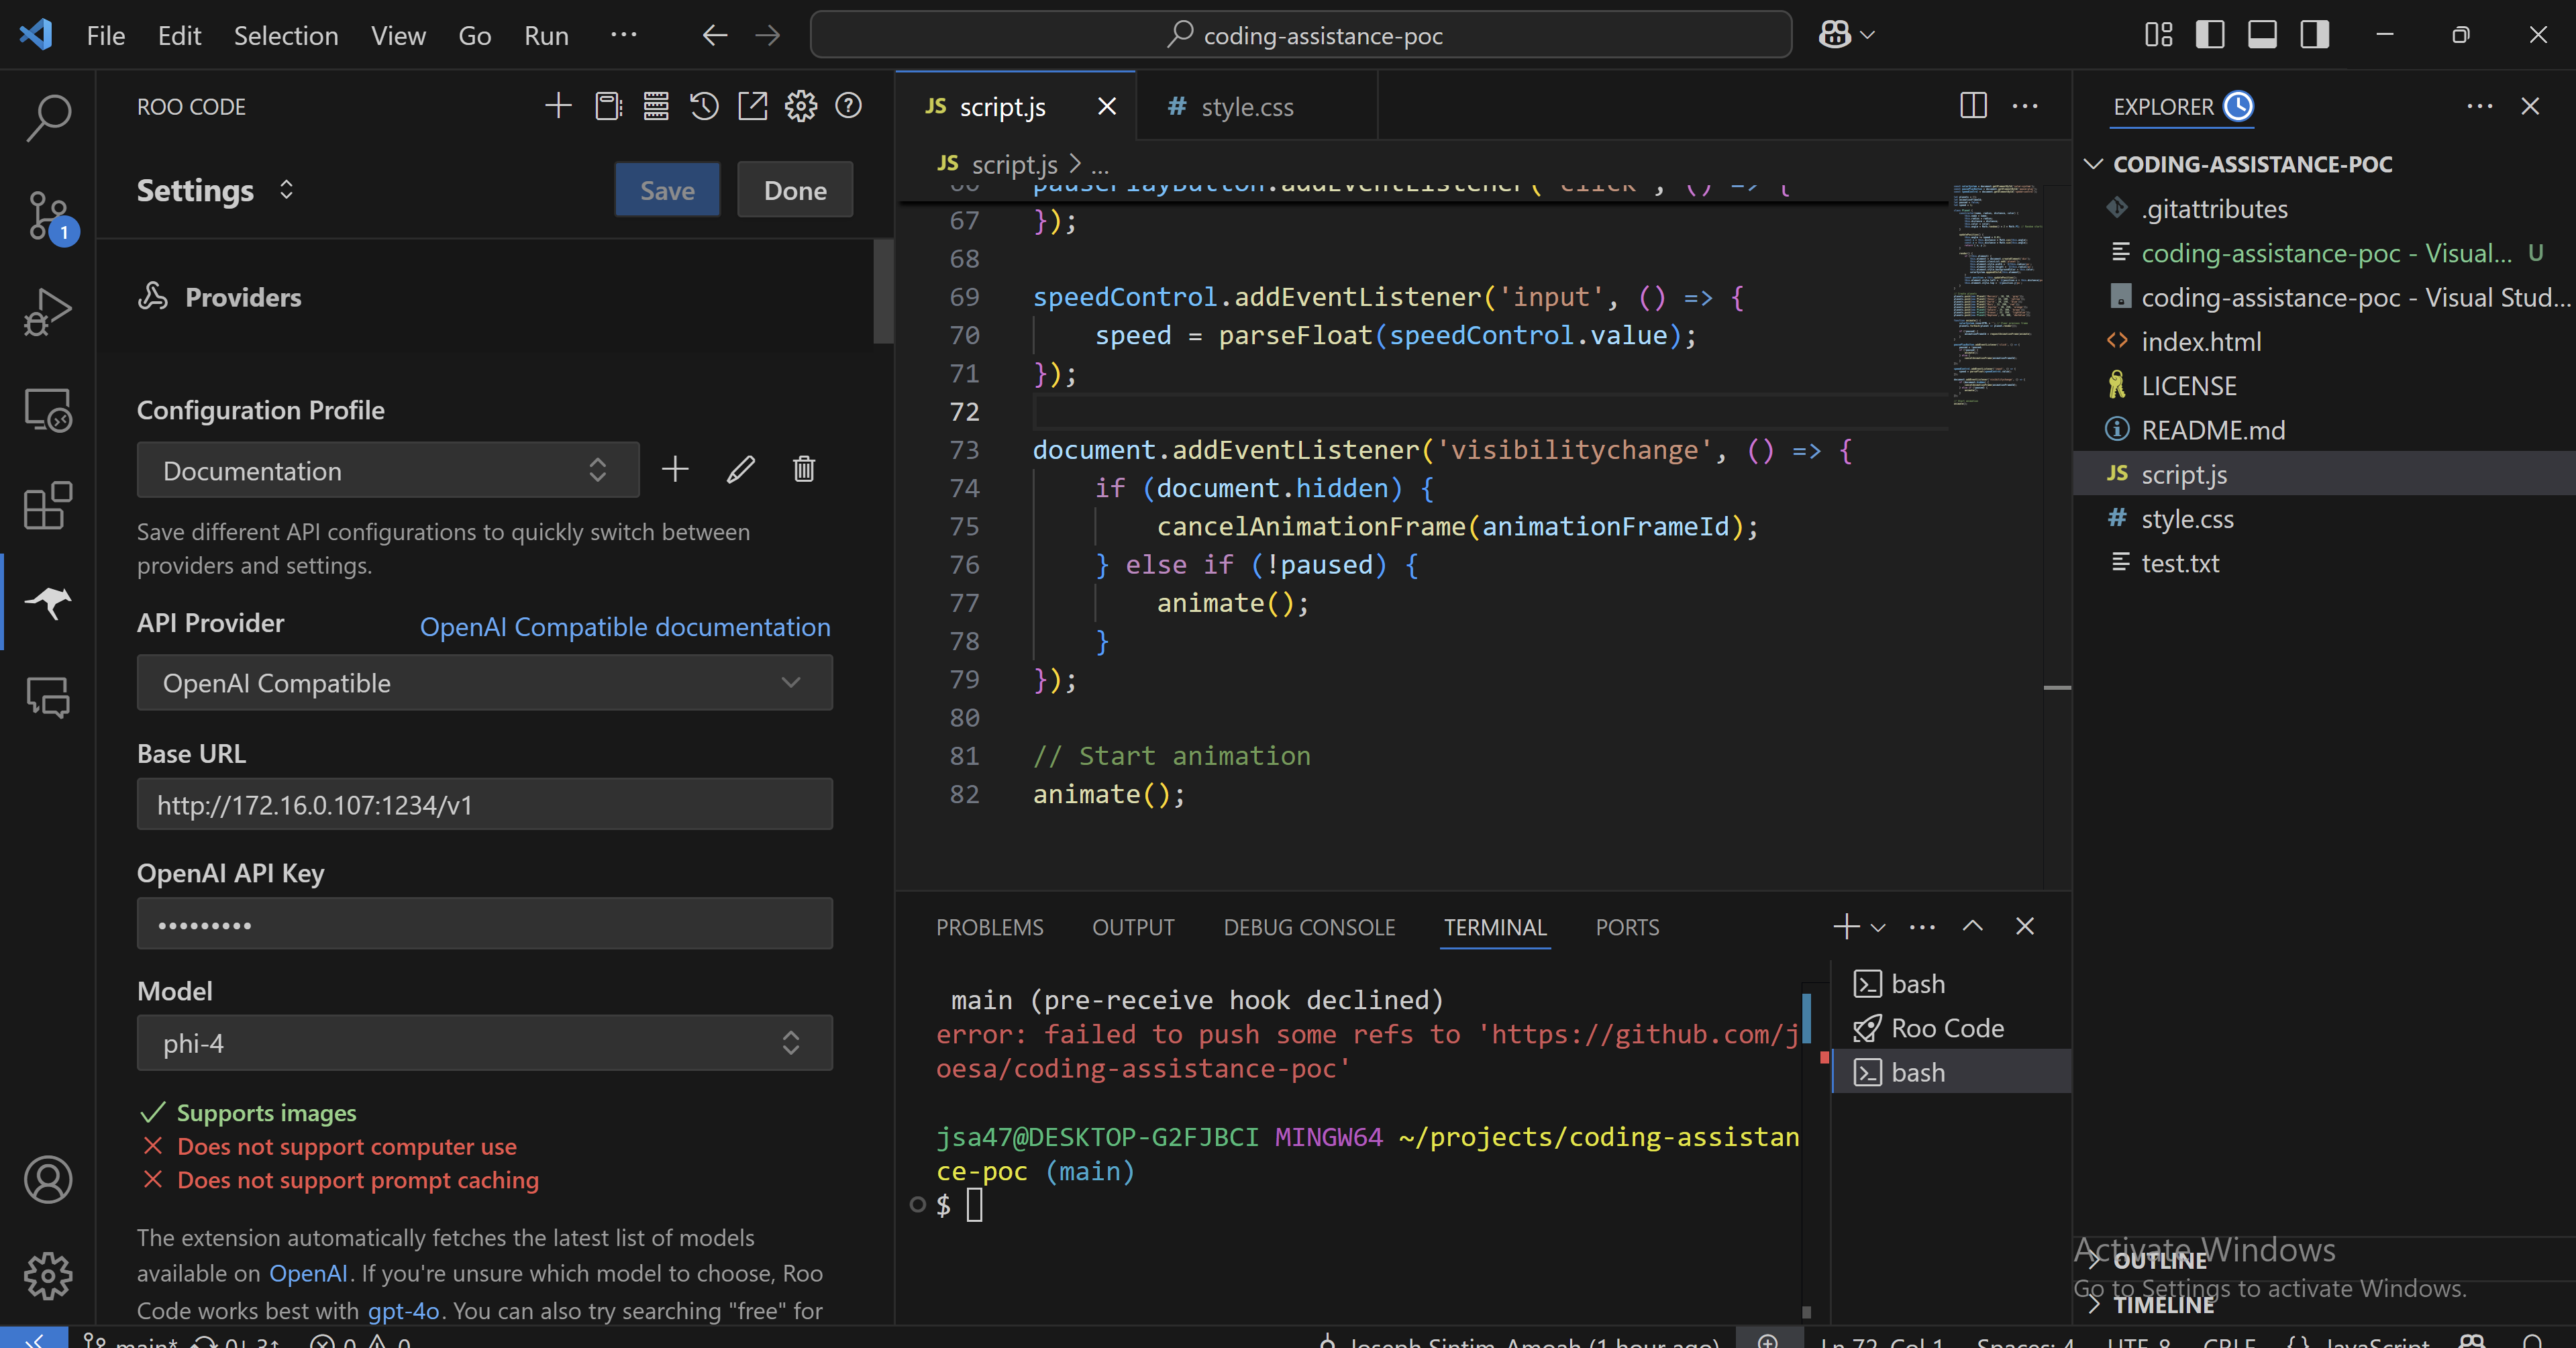 File Edit Selection View Go Run ···
coding-assistance-poc
ROO CODE
Settings
Save
Done
Providers
Configuration Profile
Documentation
Save different API configurations to quickly switch between
providers and settings.
API Provider
OpenAI Compatible documentation
OpenAI Compatible
Base URL
http://172.16.0.107:1234/v1
OpenAI API Key
•••••••••
Model
phi-4
Supports images
Does not support computer use
Does not support prompt caching
The extension automatically fetches the latest list of models
available on OpenAI. If you're unsure which model to choose, Roo
Code works best with gpt-4o. You can also try searching "free" for
JS script.js
# style.css
JS script.js > ...
66 pausePlayButton.addEventListener('click', () => {
67 });
68
69 speedControl.addEventListener('input', () => {
70 speed = parseFloat(speedControl.value);
71 });
72
73 document.addEventListener('visibilitychange', () => {
74 if (document.hidden) {
75 cancelAnimationFrame(animationFrameId);
76 } else if (!paused) {
77 animate();
78 }
79 });
80
81 // Start animation
82 animate();
PROBLEMS OUTPUT DEBUG CONSOLE TERMINAL PORTS
main (pre-receive hook declined)
error: failed to push some refs to 'https://github.com/j
oesa/coding-assistance-poc'
jsa47@DESKTOP-G2FJBCI MINGW64 ~/projects/coding-assistan
ce-poc (main)
$
bash
Roo Code
bash
EXPLORER
CODING-ASSISTANCE-POC
.gitattributes
coding-assistance-poc - Visual... U
coding-assistance-poc - Visual Stud...
index.html
LICENSE
README.md
JS script.js
# style.css
test.txt
OUTLINE
TIMELINE
Activate Windows
Go to Settings to activate Windows.
1
main* 0↓ 3↑ 0 0
Joseph Sintim-Amoah (1 hour ago)
Ln 72, Col 1 Spaces: 4 UTF-8 CRLF {} JavaScript